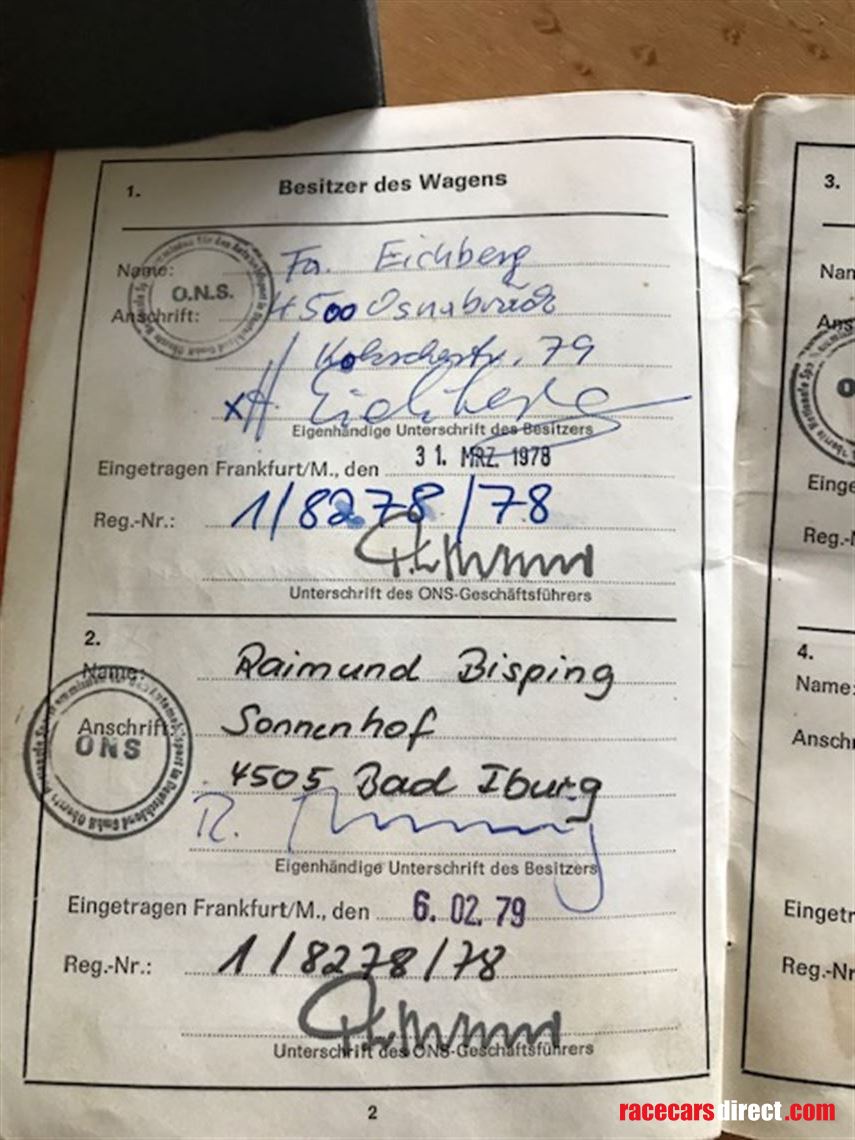 1.
Besitzer des Wagens
Name: Fa. Eichberg
O.N.S.
Anschrift: 4500 Osnabrück
79
Eigenhändige Unterschrift des Besitzers
Eingetragen Frankfurt/M., den 31. MRZ. 1978
Reg.-Nr.: 1/8278/78
Unterschrift des ONS-Geschäftsführers
2.
Name: Raimund Bisping
Anschrift: Sonnenhof
ONS
4505 Bad Iburg
Eigenhändige Unterschrift des Besitzers
Eingetragen Frankfurt/M., den 6. 02. 79
Reg.-Nr.: 1/8278/78
Unterschrift des ONS-Geschäftsführers
2
3.
4.
Name:
racecarsdirect.com